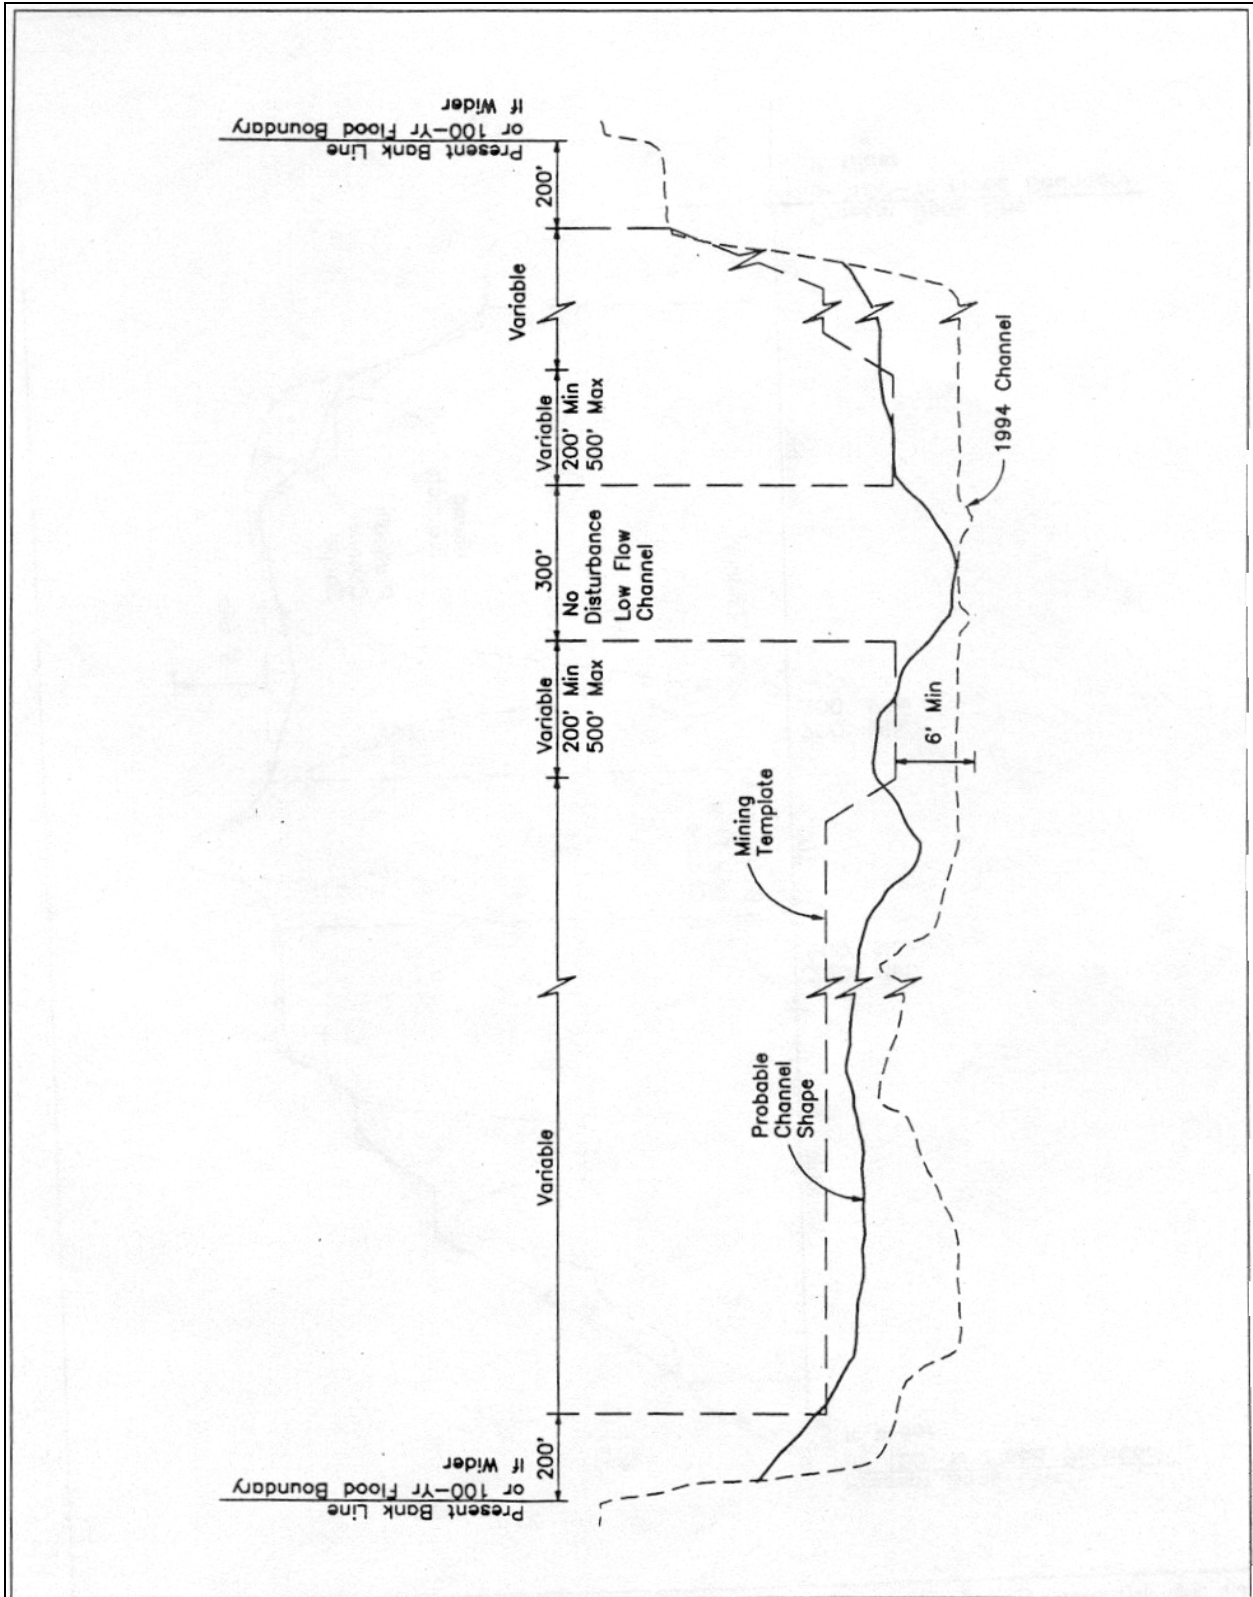 Present Bank Line
or 100-Yr Flood Boundary
If Wider
200'
Variable
Variable
200' Min
500' Max
300'
No
Disturbance
Low Flow
Channel
Variable
200' Min
500' Max
Variable
200'
Present Bank Line
or 100-Yr Flood Boundary
If Wider
Mining
Template
Probable
Channel
Shape
6' Min
1994 Channel